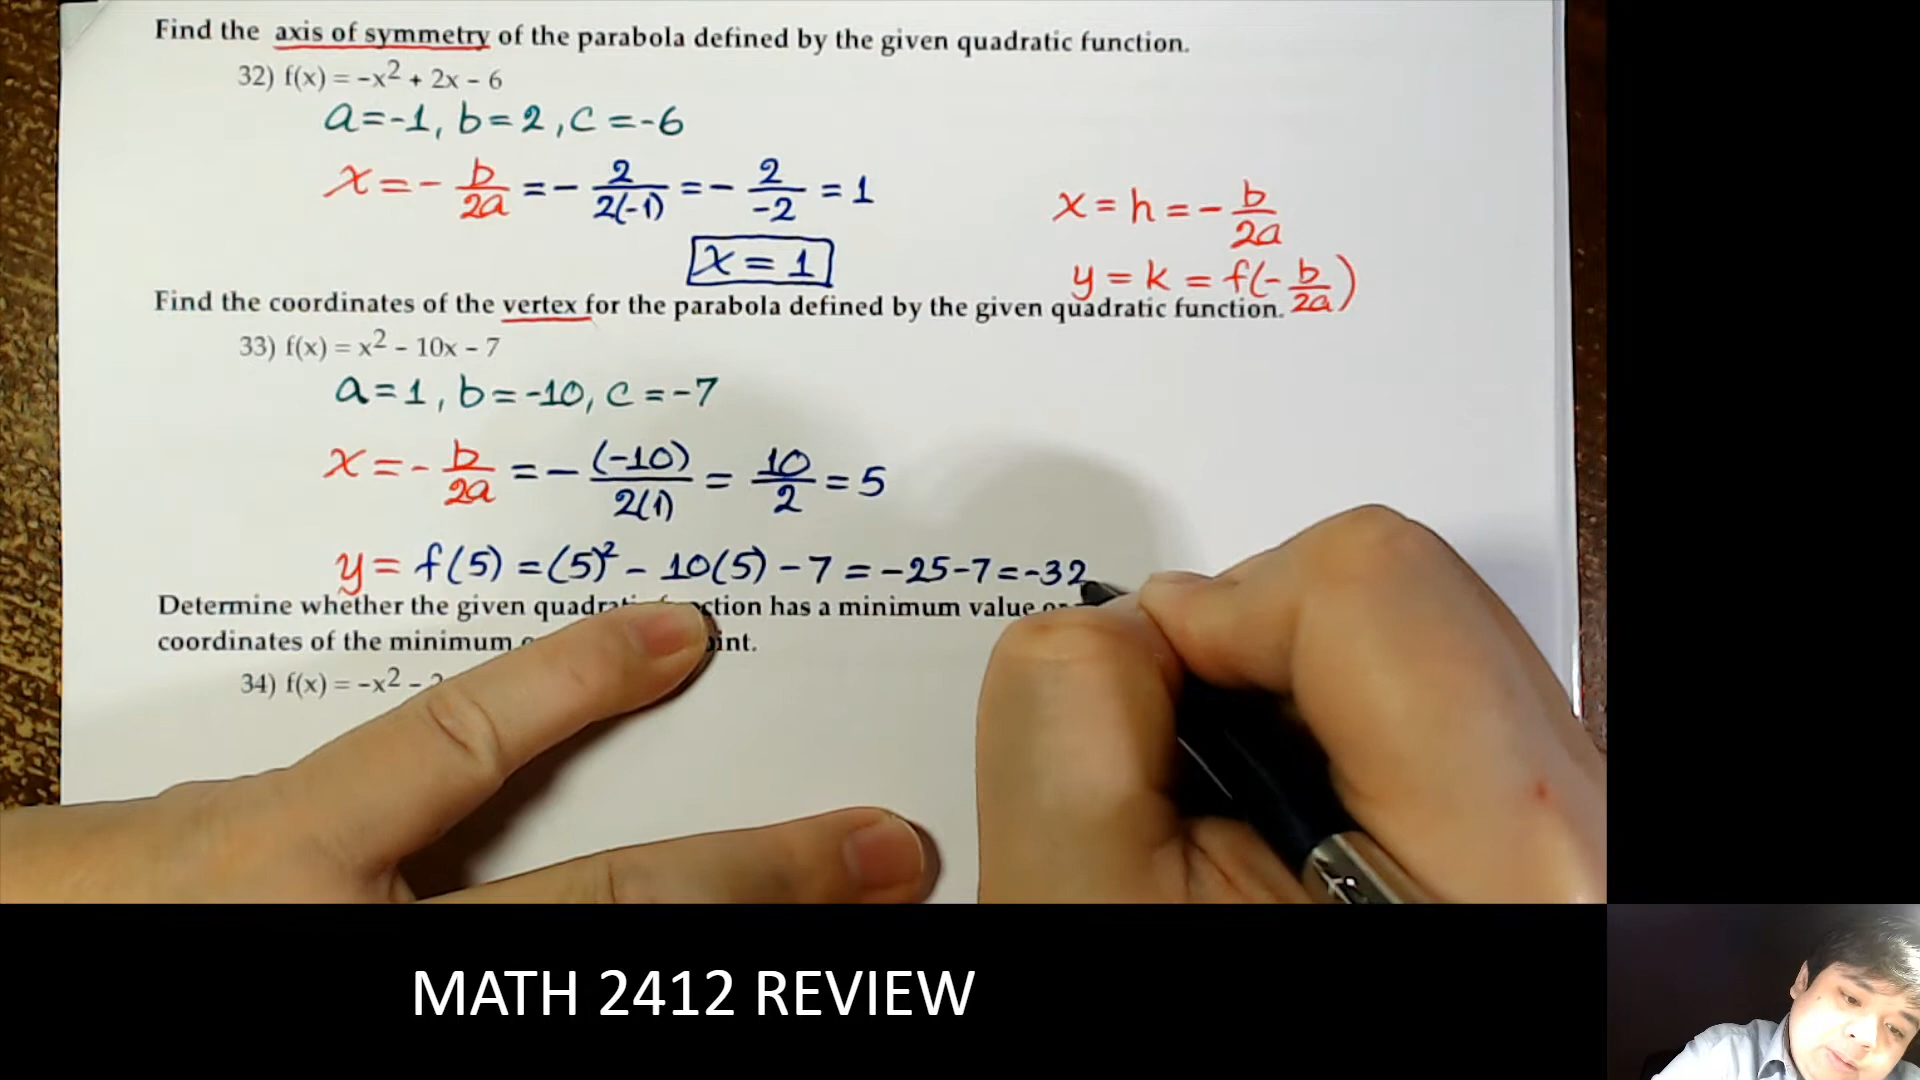 Find the axis of symmetry of the parabola defined by the given quadratic function.
32) f(x) = -x² + 2x - 6
a=-1, b=2, c=-6
x = - b/2a = - 2/2(-1) = - 2/-2 = 1
x = 1
x = h = - b/2a
y = k = f(- b/2a)
Find the coordinates of the vertex for the parabola defined by the given quadratic function.
33) f(x) = x² - 10x - 7
a=1, b=-10, c=-7
x = - b/2a = - (-10)/2(1) = 10/2 = 5
y = f(5) = (5)² - 10(5) - 7 = -25-7 = -32
Determine whether the given has a minimum value
coordinates of the minimum
34) f(x) = -x² -
MATH 2412 REVIEW